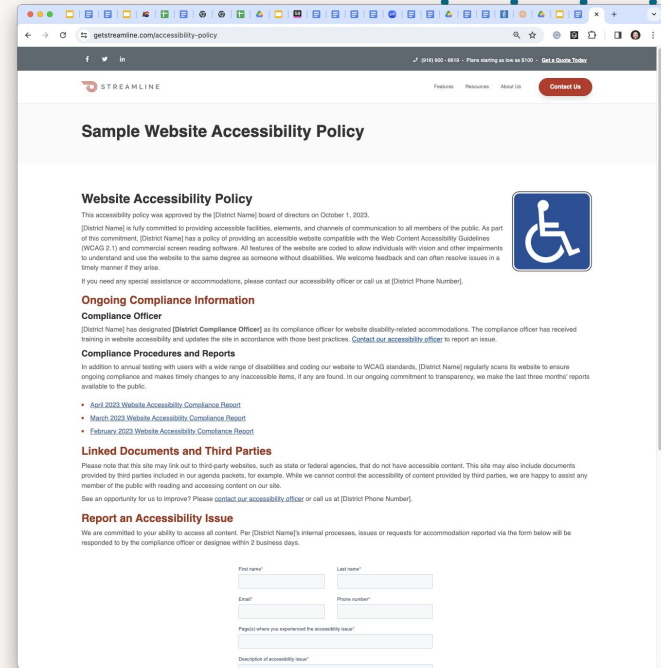 getstreamline.com/accessibility-policy
(916) 900 - 6619 - Plans starting as low as $100 - Get a Quote Today
STREAMLINE
Features Resources About Us Contact Us
Sample Website Accessibility Policy
Website Accessibility Policy
This accessibility policy was approved by the [District Name] board of directors on October 1, 2023.
[District Name] is fully committed to providing accessible facilities, elements, and channels of communication to all members of the public. As part
of this commitment, [District Name] has a policy of providing an accessible website compatible with the Web Content Accessibility Guidelines
(WCAG 2.1) and commercial screen reading software. All features of the website are coded to allow individuals with vision and other impairments
to understand and use the website to the same degree as someone without disabilities. We welcome feedback and can often resolve issues in a
timely manner if they arise.
If you need any special assistance or accommodations, please contact our accessibility officer or call us at [District Phone Number].
Ongoing Compliance Information
Compliance Officer
[District Name] has designated [District Compliance Officer] as its compliance officer for website disability-related accommodations. The compliance officer has received
training in website accessibility and updates the site in accordance with those best practices. Contact our accessibility officer to report an issue.
Compliance Procedures and Reports
In addition to annual testing with users with a wide range of disabilities and coding our website to WCAG standards, [District Name] regularly scans its website to ensure
ongoing compliance and makes timely changes to any inaccessible items, if any are found. In our ongoing commitment to transparency, we make the last three months' reports
available to the public.
• April 2023 Website Accessibility Compliance Report
• March 2023 Website Accessibility Compliance Report
• February 2023 Website Accessibility Compliance Report
Linked Documents and Third Parties
Please note that this site may link out to third-party websites, such as state or federal agencies, that do not have accessible content. This site may also include documents
provided by third parties included in our agenda packets, for example. While we cannot control the accessibility of content provided by third parties, we are happy to assist any
member of the public with reading and accessing content on our site.
See an opportunity for us to improve? Please contact our accessibility officer or call us at [District Phone Number].
Report an Accessibility Issue
We are committed to your ability to access all content. Per [District Name]'s internal processes, issues or requests for accommodation reported via the form below will be
responded to by the compliance officer or designee within 2 business days.
First name* Last name*
Email* Phone number*
Page(s) where you experienced the accessibility issue*
Description of accessibility issue*